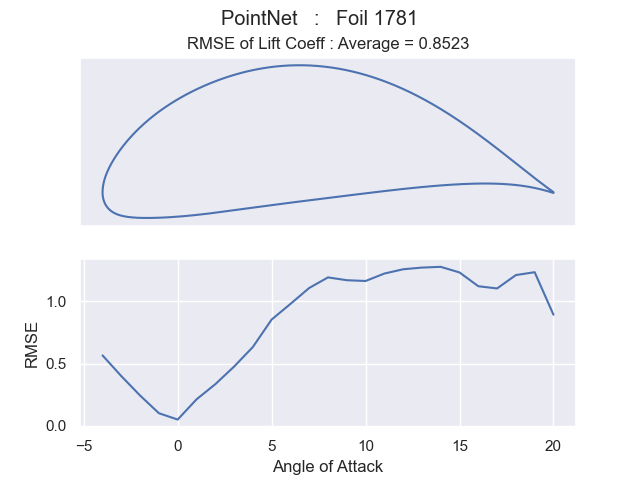 PointNet : Foil 1781
RMSE of Lift Coeff : Average = 0.8523
1.0
0.5
0.0
RMSE
−5 0 5 10 15 20
Angle of Attack